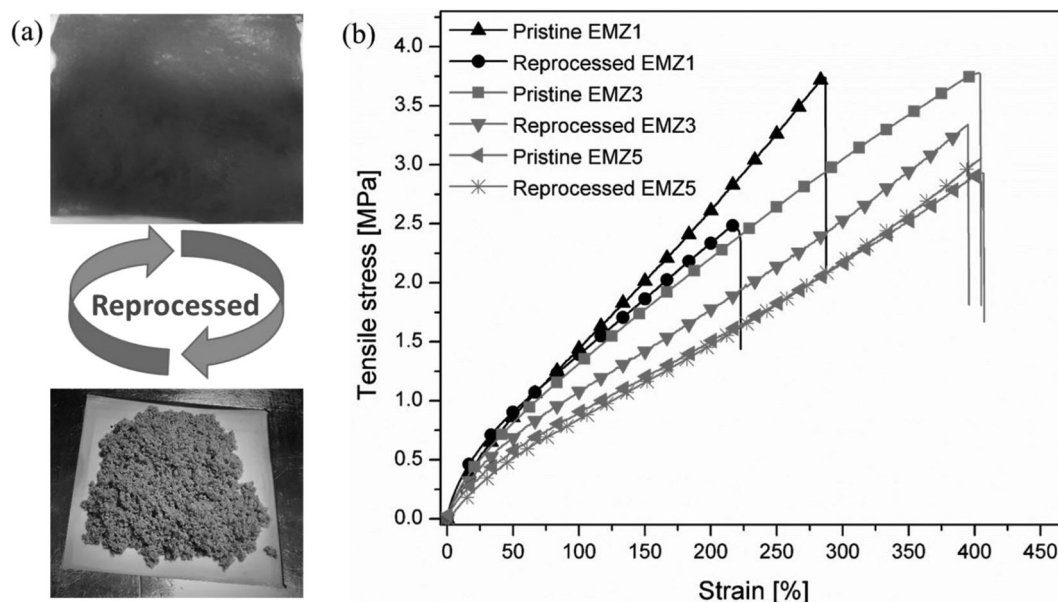 (a)
Reprocessed
(b)
Pristine EMZ1
Reprocessed EMZ1
Pristine EMZ3
Reprocessed EMZ3
Pristine EMZ5
Reprocessed EMZ5
Tensile stress [MPa]
4.0
3.5
3.0
2.5
2.0
1.5
1.0
0.5
0.0
0 50 100 150 200 250 300 350 400 450
Strain [%]